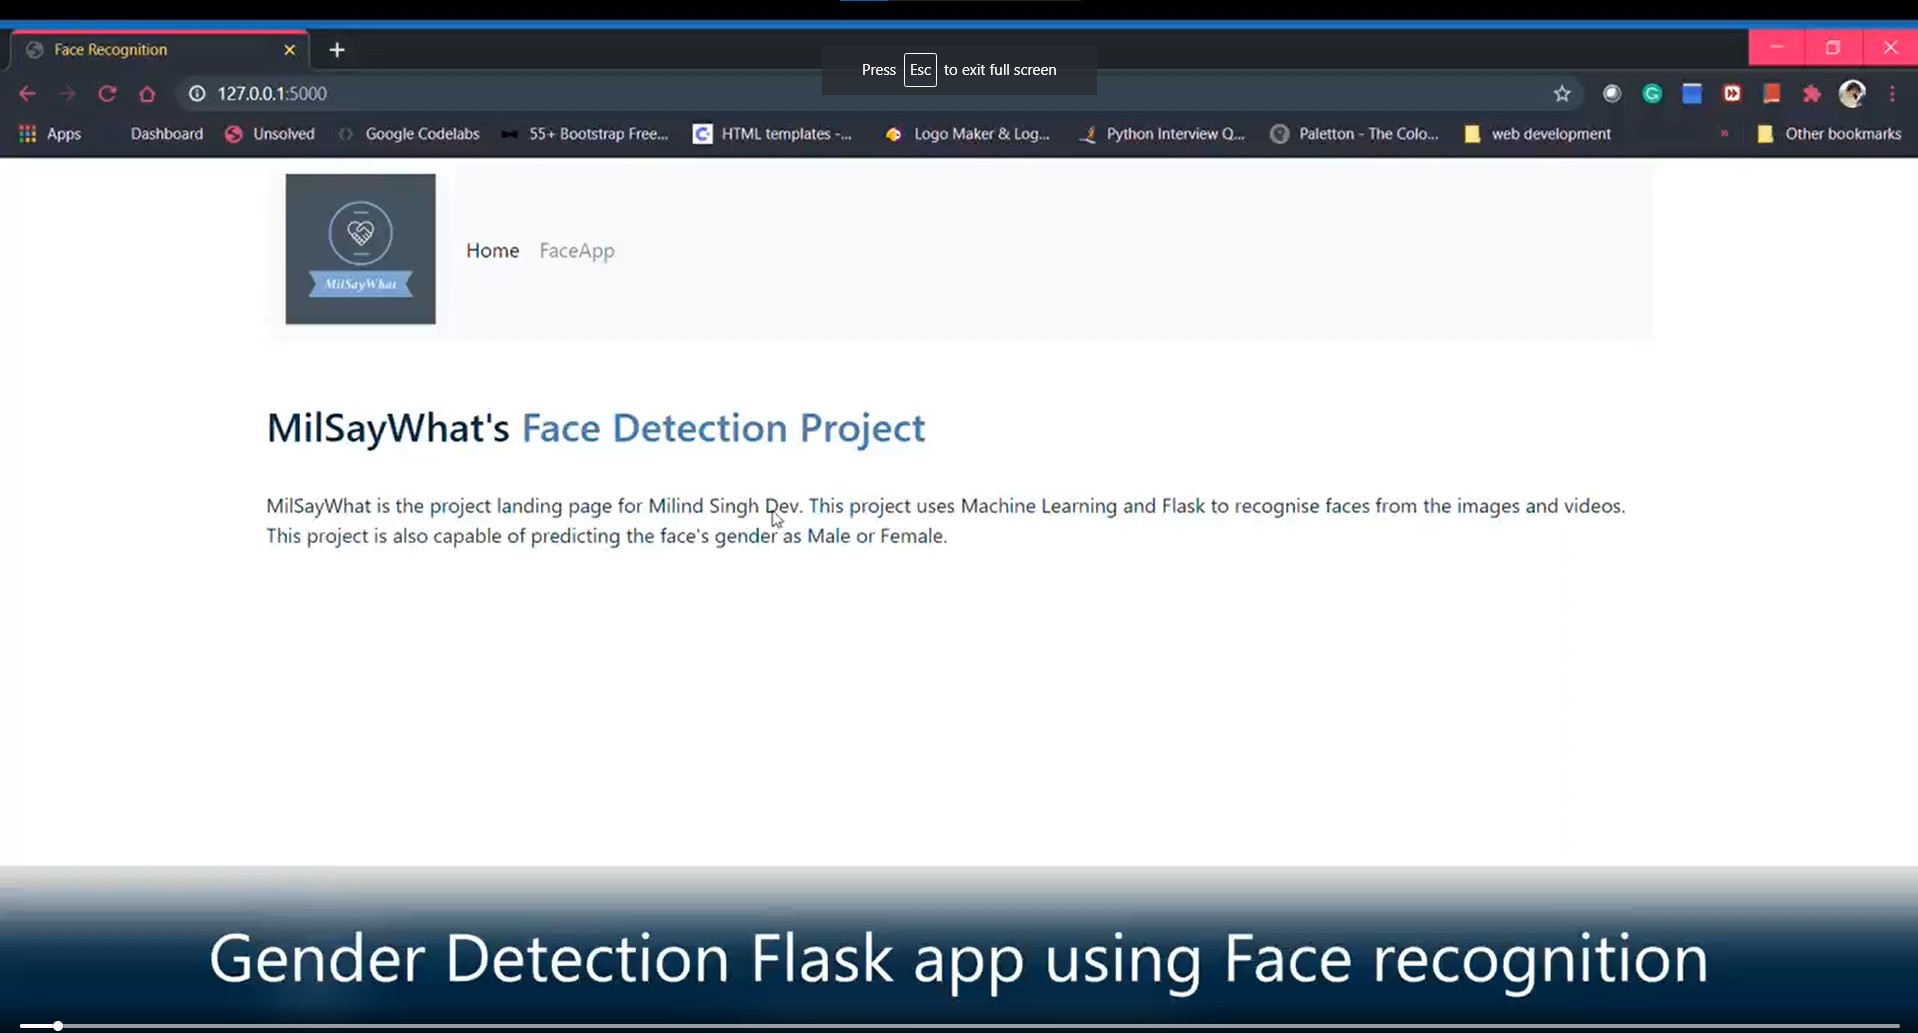 Face Recognition
Press Esc to exit full screen
127.0.0.1:5000
Apps Dashboard Unsolved Google Codelabs 55+ Bootstrap Free... HTML templates -... Logo Maker & Log... Python Interview Q... Paletton - The Colo... web development » Other bookmarks
MilSayWhat
Home FaceApp
MilSayWhat's Face Detection Project
MilSayWhat is the project landing page for Milind Singh Dev. This project uses Machine Learning and Flask to recognise faces from the images and videos.
This project is also capable of predicting the face's gender as Male or Female.
Gender Detection Flask app using Face recognition